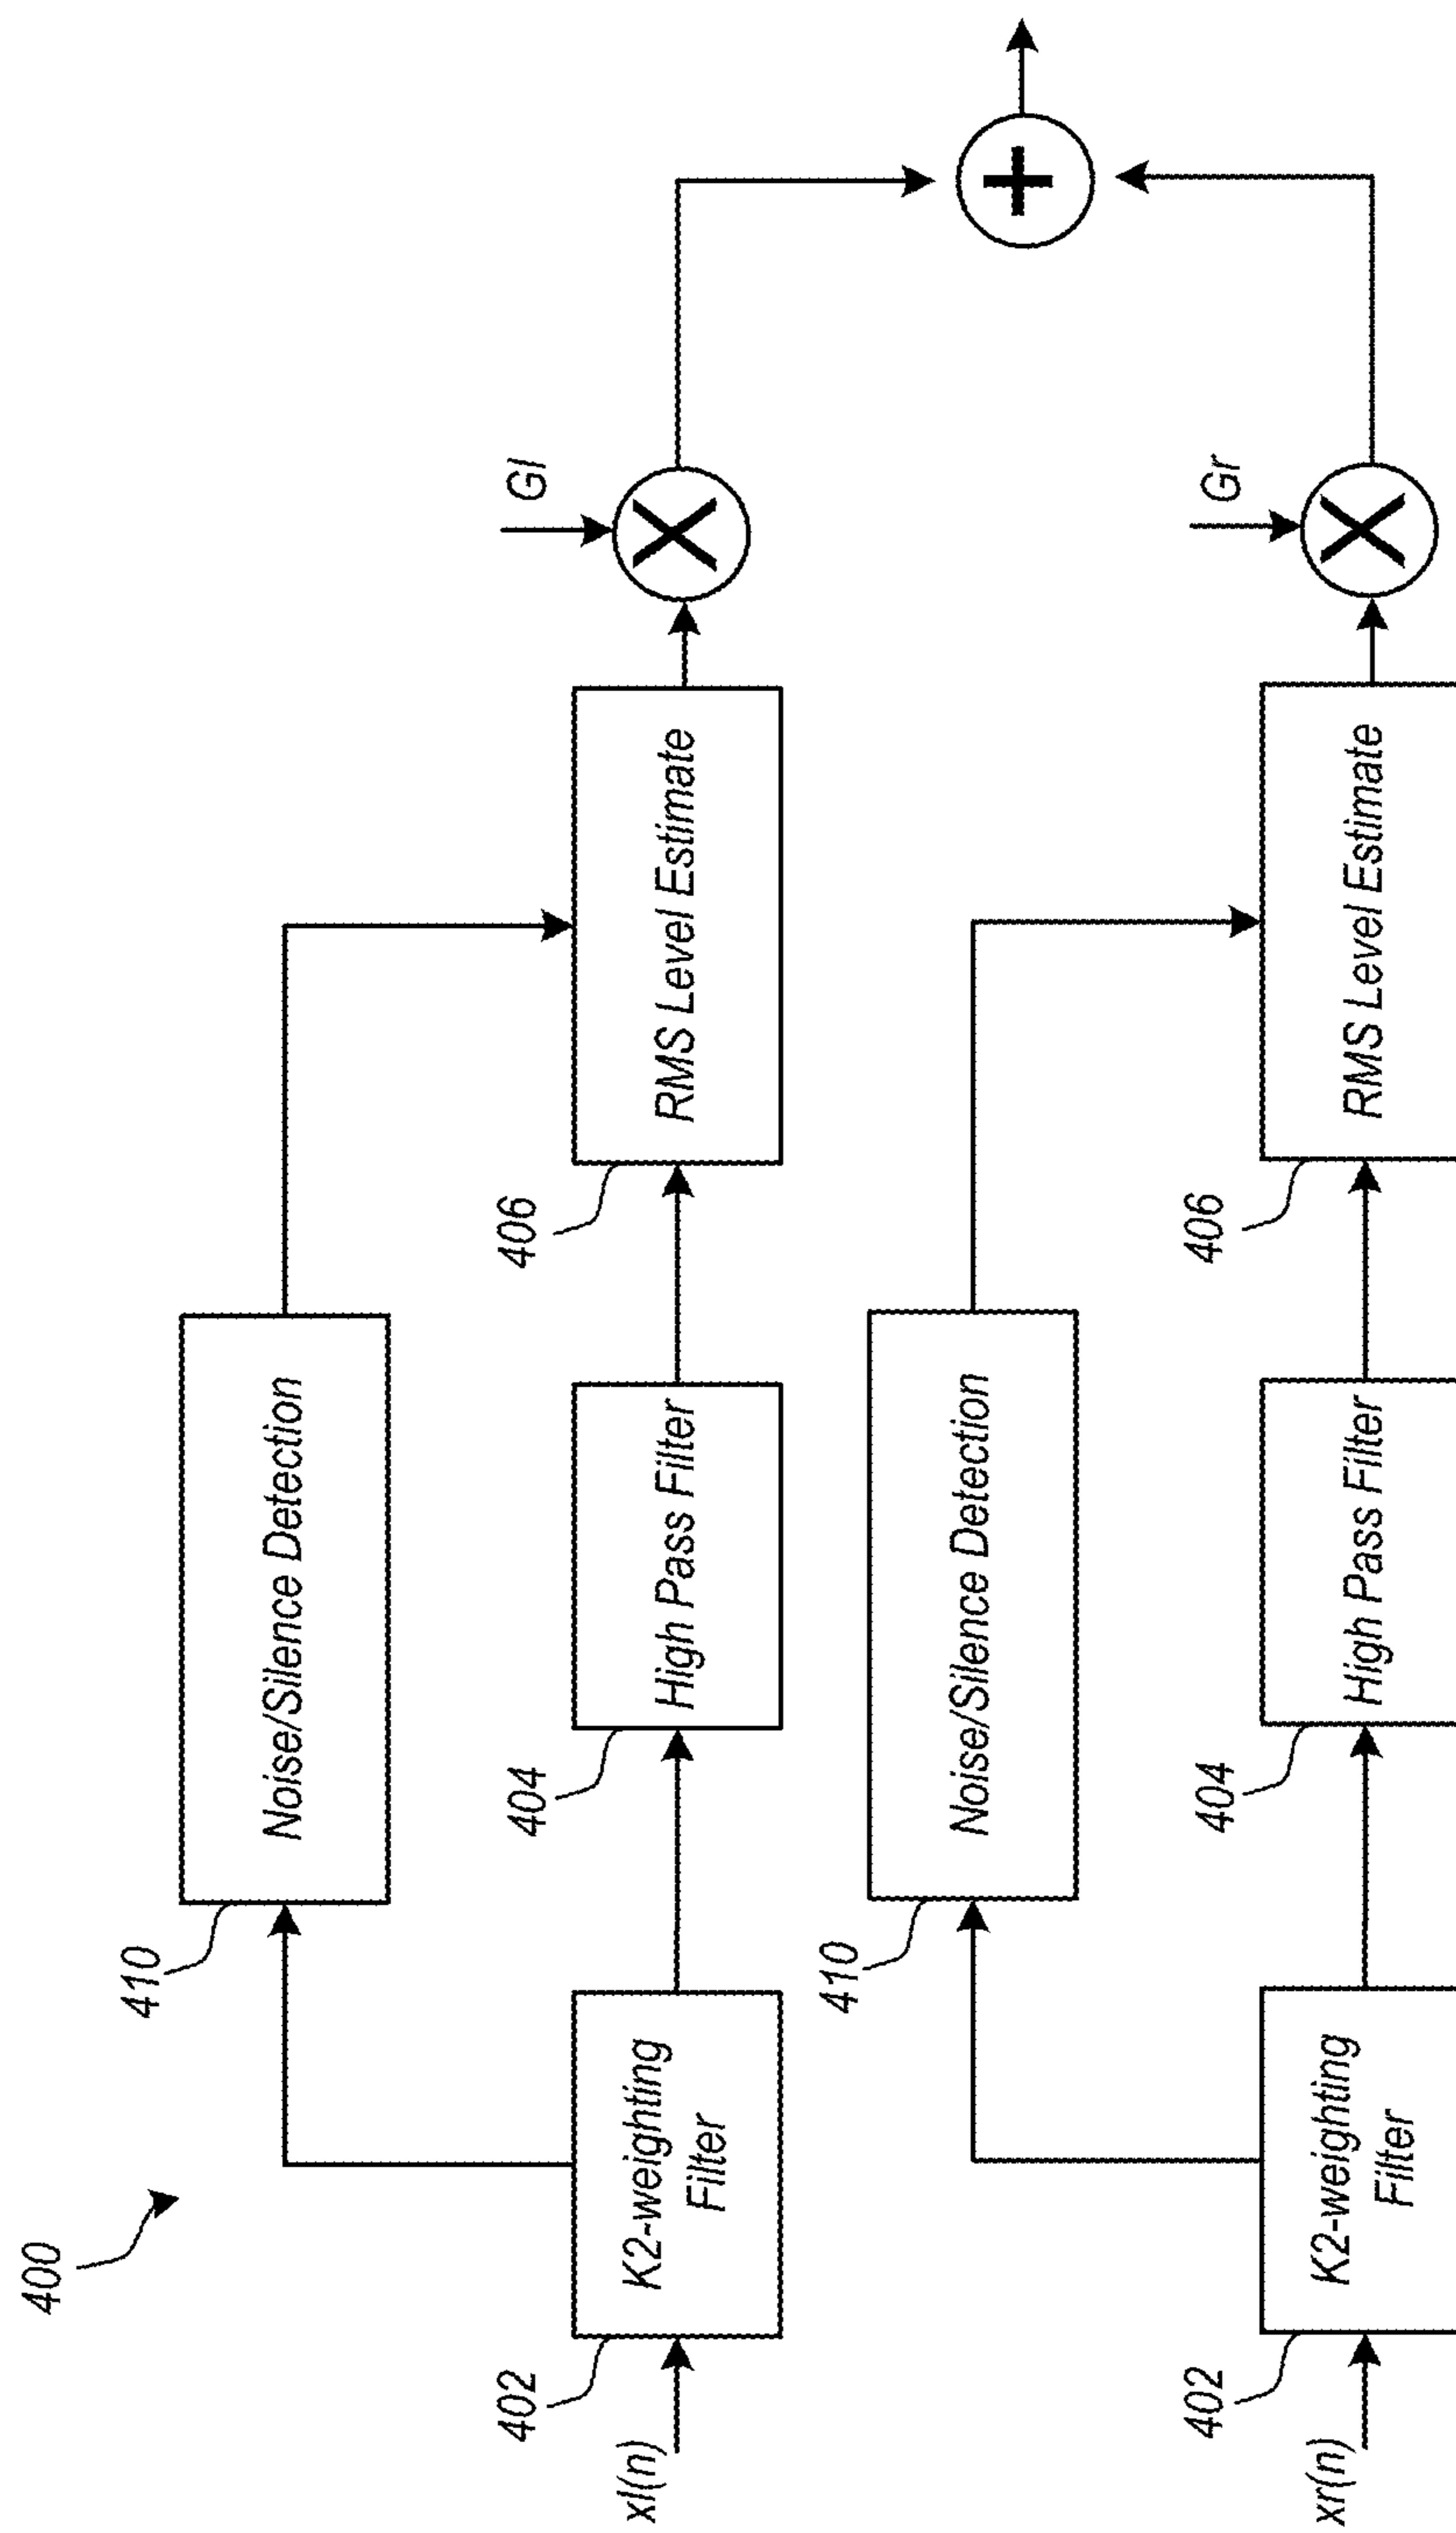 400
410
Noise/Silence Detection
xl(n)
402
K2-weighting
Filter
404
High Pass Filter
406
RMS Level Estimate
Gl
X
+
410
Noise/Silence Detection
xr(n)
402
K2-weighting
Filter
404
High Pass Filter
406
RMS Level Estimate
Gr
X